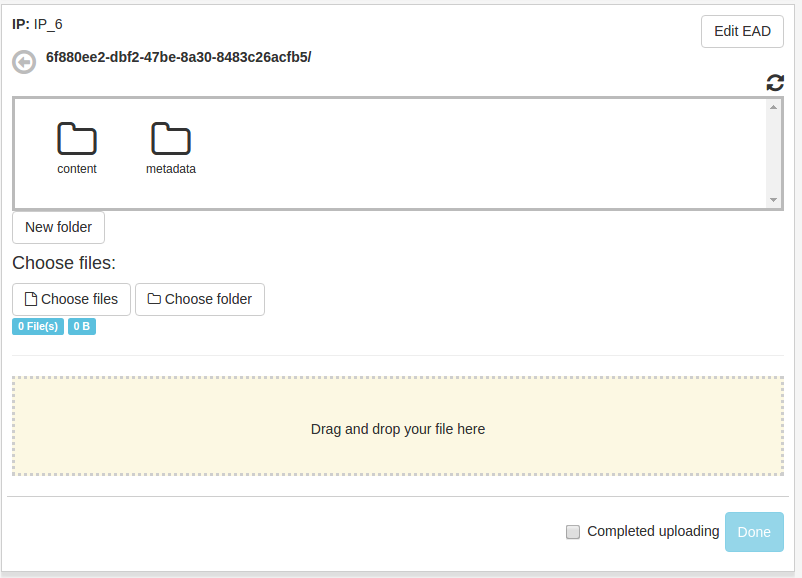 IP: IP_6
Edit EAD
6f880ee2-dbf2-47be-8a30-8483c26acfb5/
content
metadata
New folder
Choose files:
Choose files
Choose folder
0 File(s)
0 B
Drag and drop your file here
Completed uploading
Done